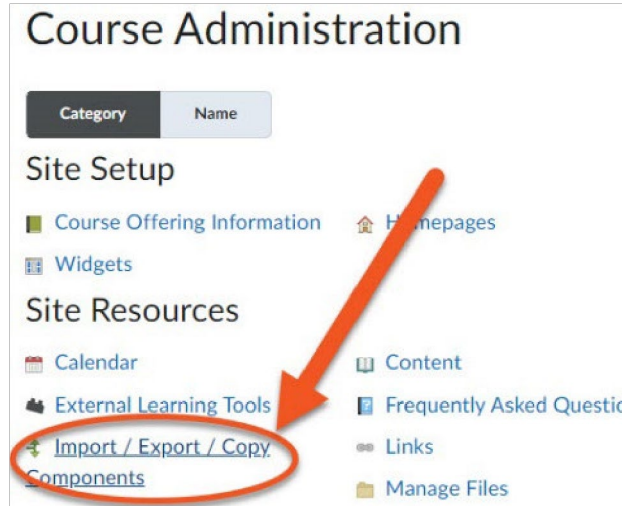 Course Administration
Category Name
Site Setup
Course Offering Information Homepages
Widgets
Site Resources
Calendar Content
External Learning Tools Frequently Asked
Import / Export / Copy Links
Components
Manage Files